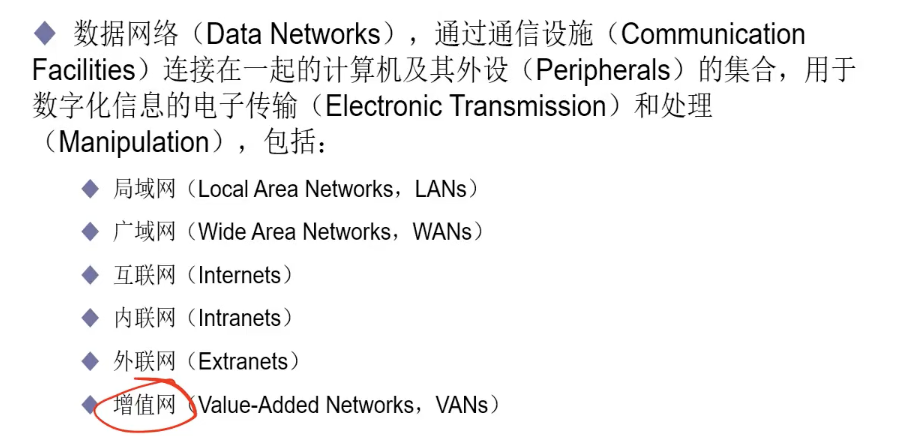 数据网络（Data Networks），通过通信设施（Communication
Facilities）连接在一起的计算机及其外设（Peripherals）的集合，用于
数字化信息的电子传输（Electronic Transmission）和处理
（Manipulation），包括：
局域网（Local Area Networks，LANs）
广域网（Wide Area Networks，WANs）
互联网（Internets）
内联网（Intranets）
外联网（Extranets）
增值网（Value-Added Networks，VANs）